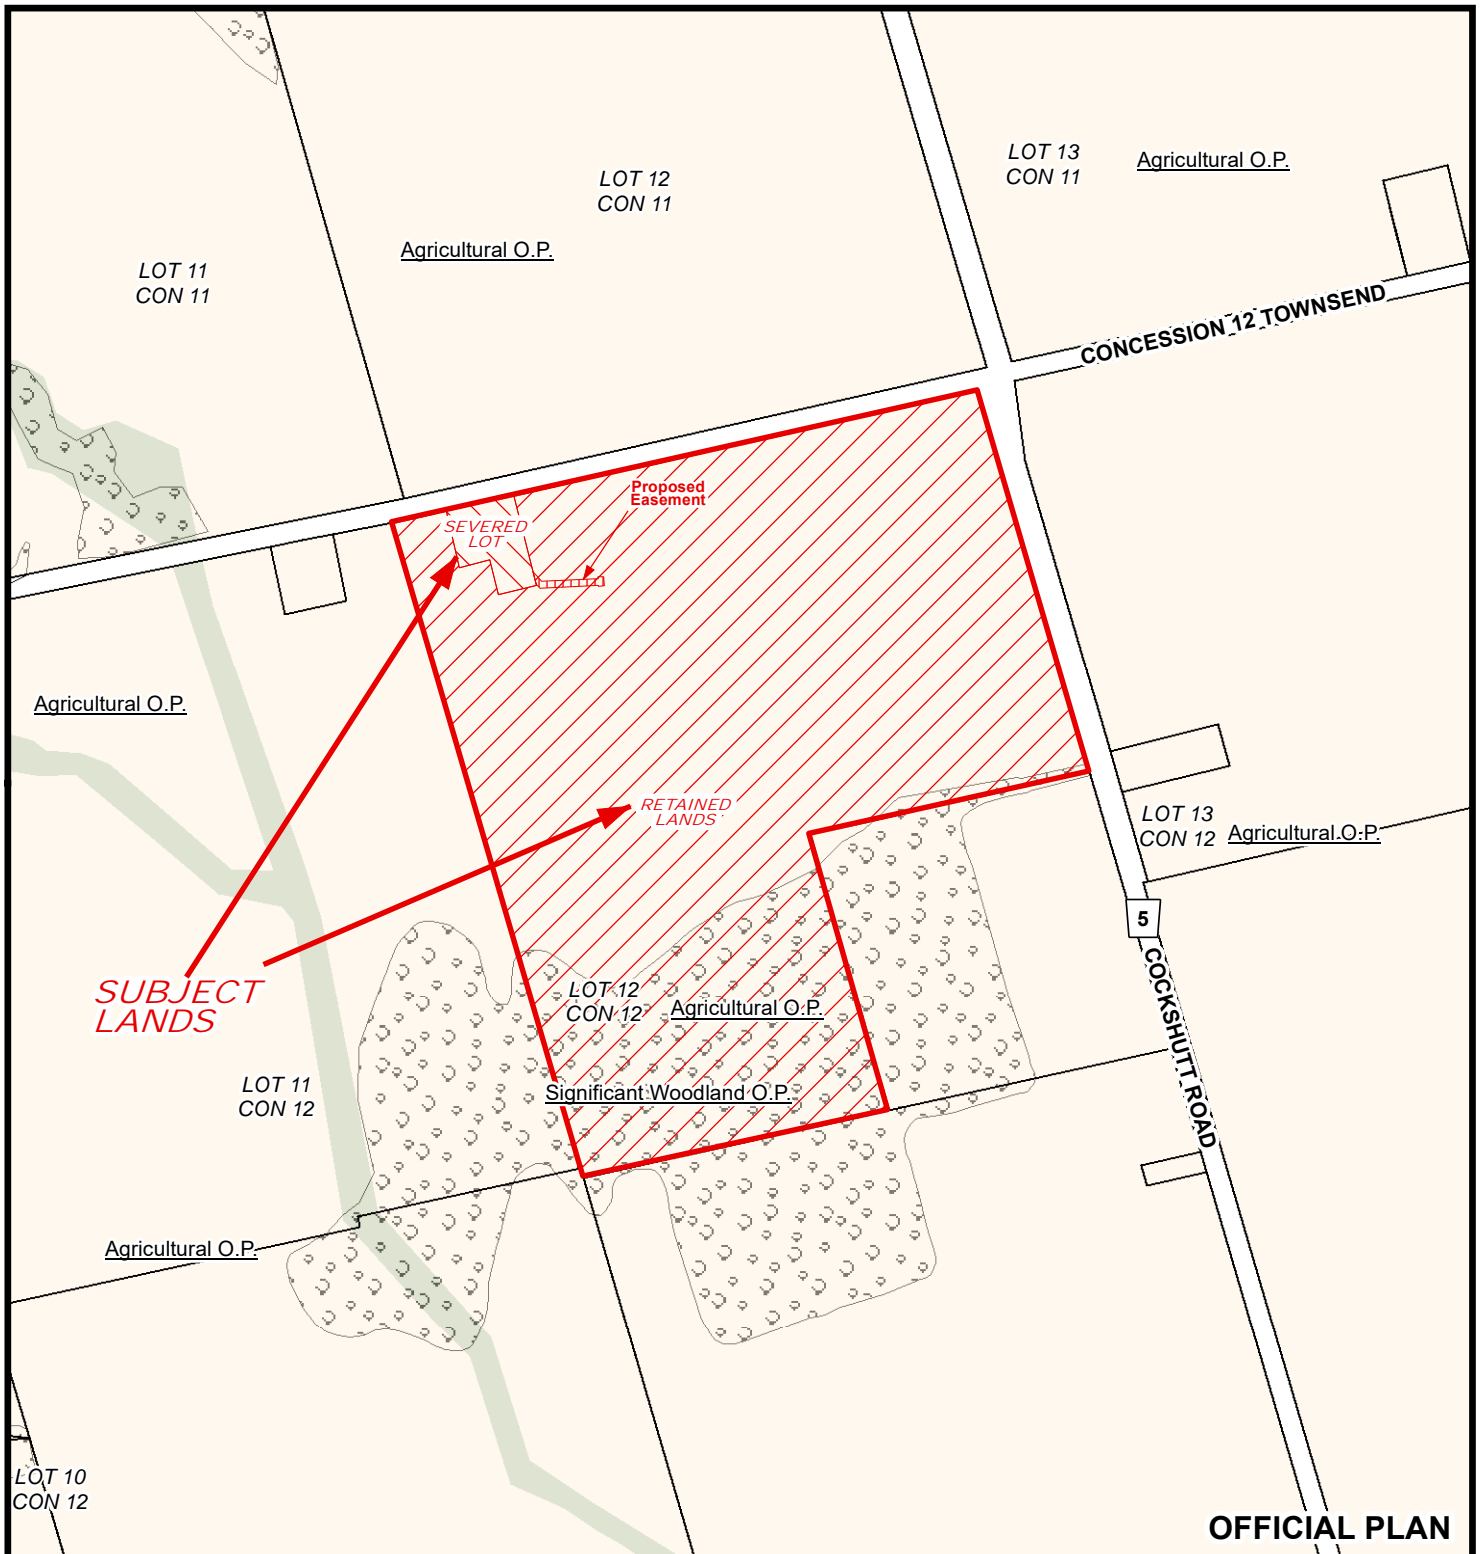 LOT 13
CON 11
Agricultural O.P.
LOT 12
CON 11
Agricultural O.P.
LOT 11
CON 11
CONCESSION 12 TOWNSEND
Proposed
Easement
SEVERED
LOT
Agricultural O.P.
RETAINED
LANDS
LOT 13
CON 12
Agricultural O.P.
5
COCKSHUTT ROAD
SUBJECT
LANDS
LOT 12
CON 12
Agricultural O.P.
LOT 11
CON 12
Significant Woodland O.P.
Agricultural O.P.
LOT 10
CON 12
OFFICIAL PLAN